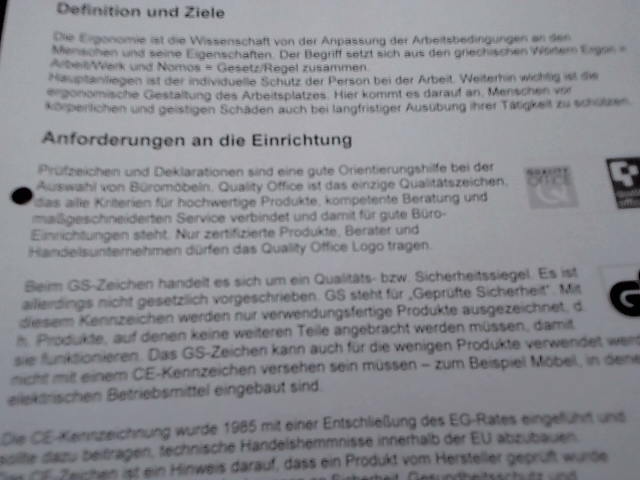 Definition und Ziele
Die Ergonomie ist die Wissenschaft von der Anpassung der Arbeitsbedingungen an den
Menschen und seine Eigenschaften. Der Begriff setzt sich aus den griechischen Wörtern Ergon =
Arbeit/Werk und Nomos = Gesetz/Regel zusammen.
Hauptanliegen ist der individuelle Schutz der Person bei der Arbeit. Weiterhin wichtig ist die
ergonomische Gestaltung des Arbeitsplatzes. Hier kommt es darauf an, Menschen vor
körperlichen und geistigen Schäden auch bei langfristiger Ausübung ihrer Tätigkeit zu schützen.
Anforderungen an die Einrichtung
Prüfzeichen und Deklarationen sind eine gute Orientierungshilfe bei der
Auswahl von Büromöbeln. Quality Office ist das einzige Qualitätszeichen,
das alle Kriterien für hochwertige Produkte, kompetente Beratung und
maßgeschneiderten Service verbindet und damit für gute Büro-
Einrichtungen steht. Nur zertifizierte Produkte, Berater und
Handelsunternehmen dürfen das Quality Office Logo tragen.
QUALITY
OFFICE
Beim GS-Zeichen handelt es sich um ein Qualitäts- bzw. Sicherheitssiegel. Es ist
allerdings nicht gesetzlich vorgeschrieben. GS steht für „Geprüfte Sicherheit". Mit
diesem Kennzeichen werden nur verwendungsfertige Produkte ausgezeichnet, d.
h. Produkte, auf denen keine weiteren Teile angebracht werden müssen, damit
sie funktionieren. Das GS-Zeichen kann auch für die wenigen Produkte verwendet
nicht mit einem CE-Kennzeichen versehen sein müssen – zum Beispiel Möbel, in
elektrischen Betriebsmittel eingebaut sind.
Die CE-Kennzeichnung wurde 1985 mit einer Entschließung des EG-Rates eingeführt und
sollte dazu beitragen, technische Handelshemmnisse innerhalb der EU abzubauen.
Das CE-Zeichen ist ein Hinweis darauf, dass ein Produkt vom Hersteller geprüft wurde
Sicherheit, Gesundheitsschutz und